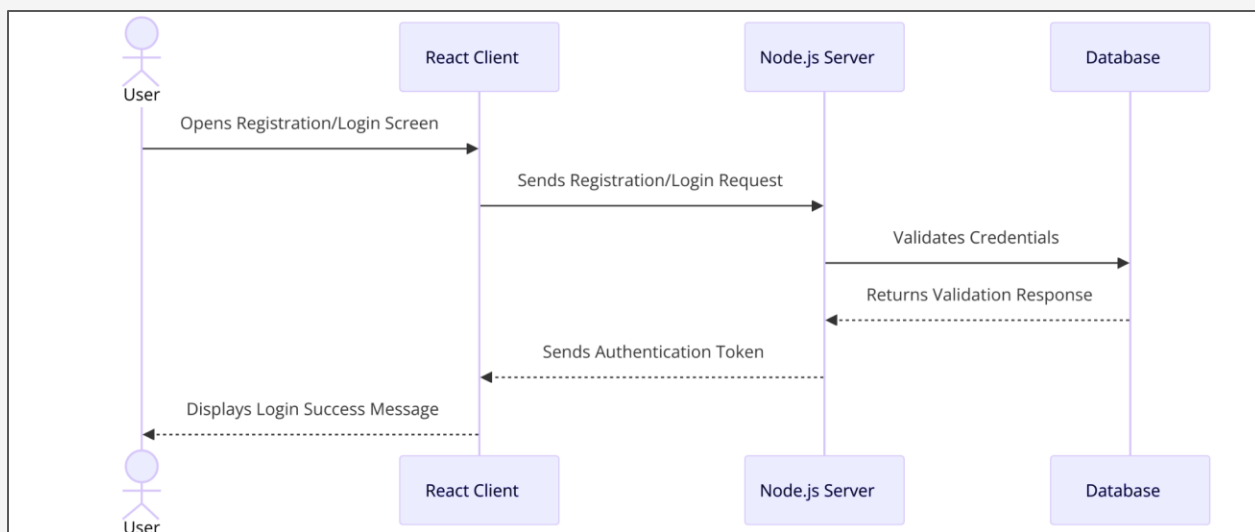 React Client
Node.js Server
Database
User
Opens Registration/Login Screen
Sends Registration/Login Request
Validates Credentials
Returns Validation Response
Sends Authentication Token
Displays Login Success Message
React Client
Node.js Server
Database
User